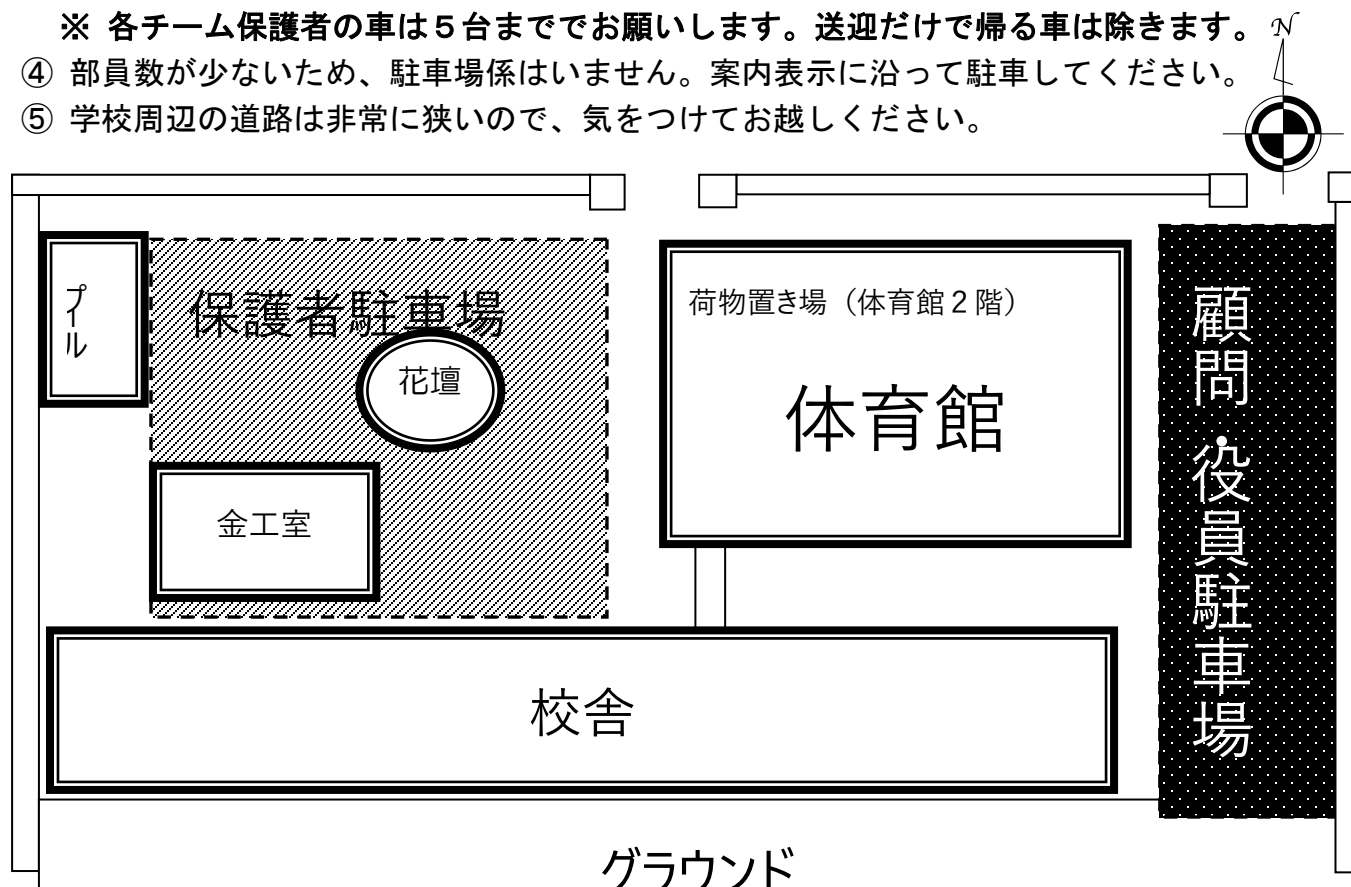 ※ 各チーム保護者の車は５台まででお願いします。送迎だけで帰る車は除きます。
N
④ 部員数が少ないため、駐車場係はいません。案内表示に沿って駐車してください。
⑤ 学校周辺の道路は非常に狭いので、気をつけてお越しください。
プール
保護者駐車場
花壇
金工室
荷物置き場（体育館２階）
体育館
顧問・役員駐車場
校舎
グラウンド